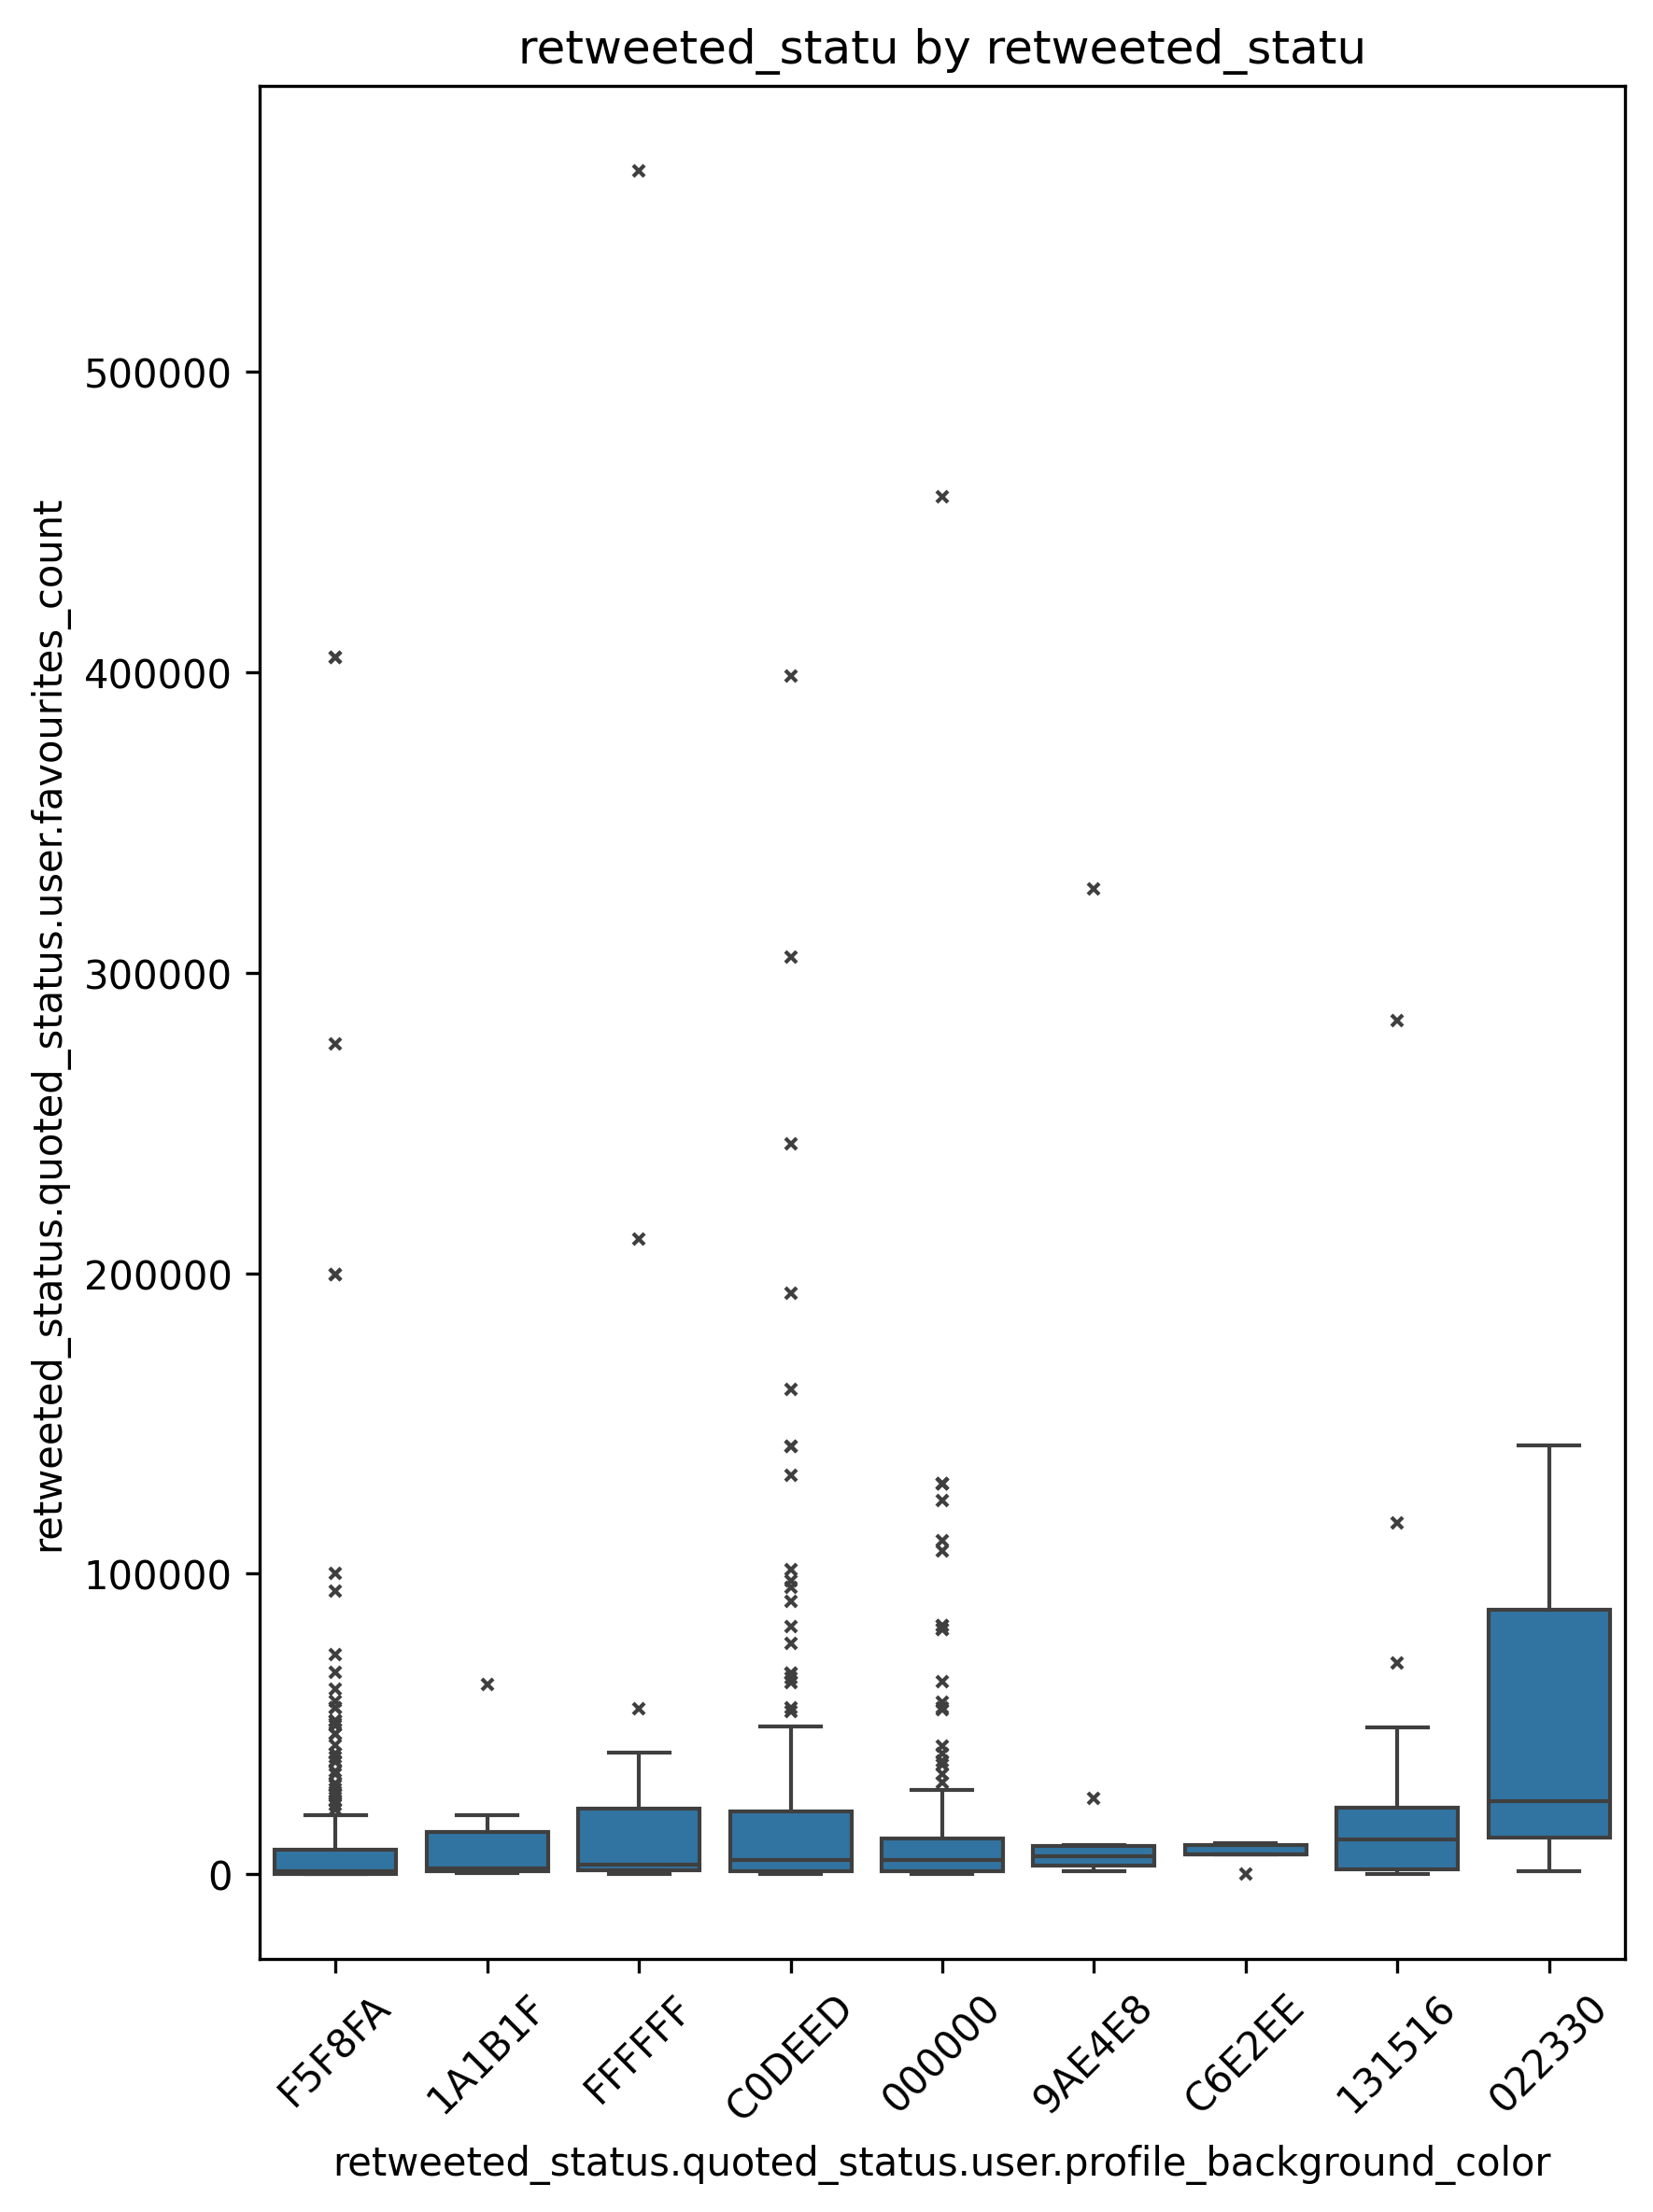 retweeted_statu by retweeted_statu
retweeted_status.quoted_status.user.favourites_count
500000
400000
300000
200000
100000
0
F5F8FA
1A1B1F
FFFFFF
C0DEED
000000
9AE4E8
C6E2EE
131516
022330
retweeted_status.quoted_status.user.profile_background_color